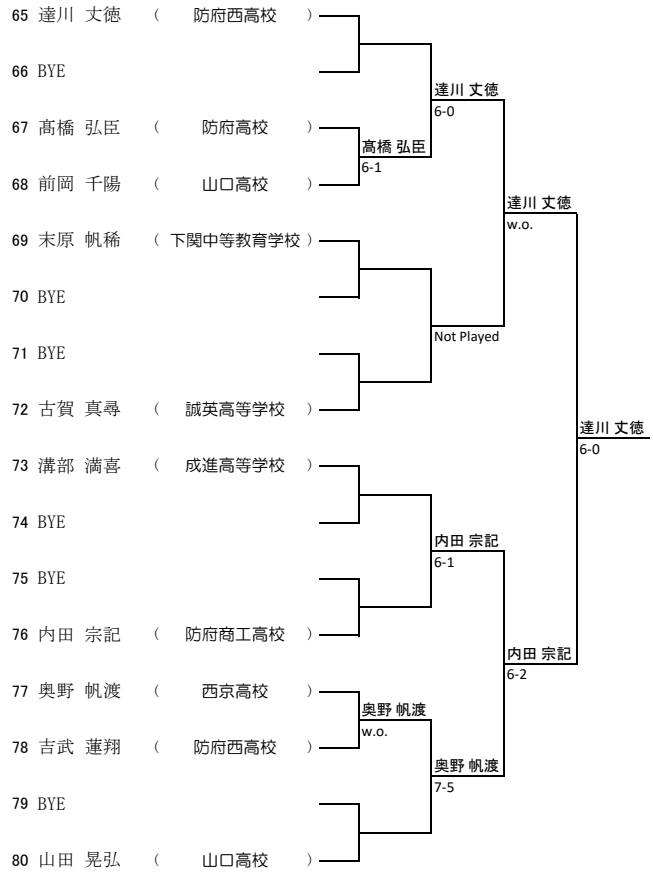 65 達川 丈徳 ( 防府西高校 )
66 BYE
達川 丈徳
6-0
67 髙橋 弘臣 ( 防府高校 )
髙橋 弘臣
6-1
68 前岡 千陽 ( 山口高校 )
達川 丈徳
w.o.
69 末原 帆稀 ( 下関中等教育学校 )
70 BYE
Not Played
71 BYE
72 古賀 真尋 ( 誠英高等学校 )
達川 丈徳
6-0
73 溝部 満喜 ( 成進高等学校 )
74 BYE
内田 宗記
6-1
75 BYE
76 内田 宗記 ( 防府商工高校 )
内田 宗記
6-2
77 奥野 帆渡 ( 西京高校 )
奥野 帆渡
w.o.
78 吉武 蓮翔 ( 防府西高校 )
奥野 帆渡
7-5
79 BYE
80 山田 晃弘 ( 山口高校 )